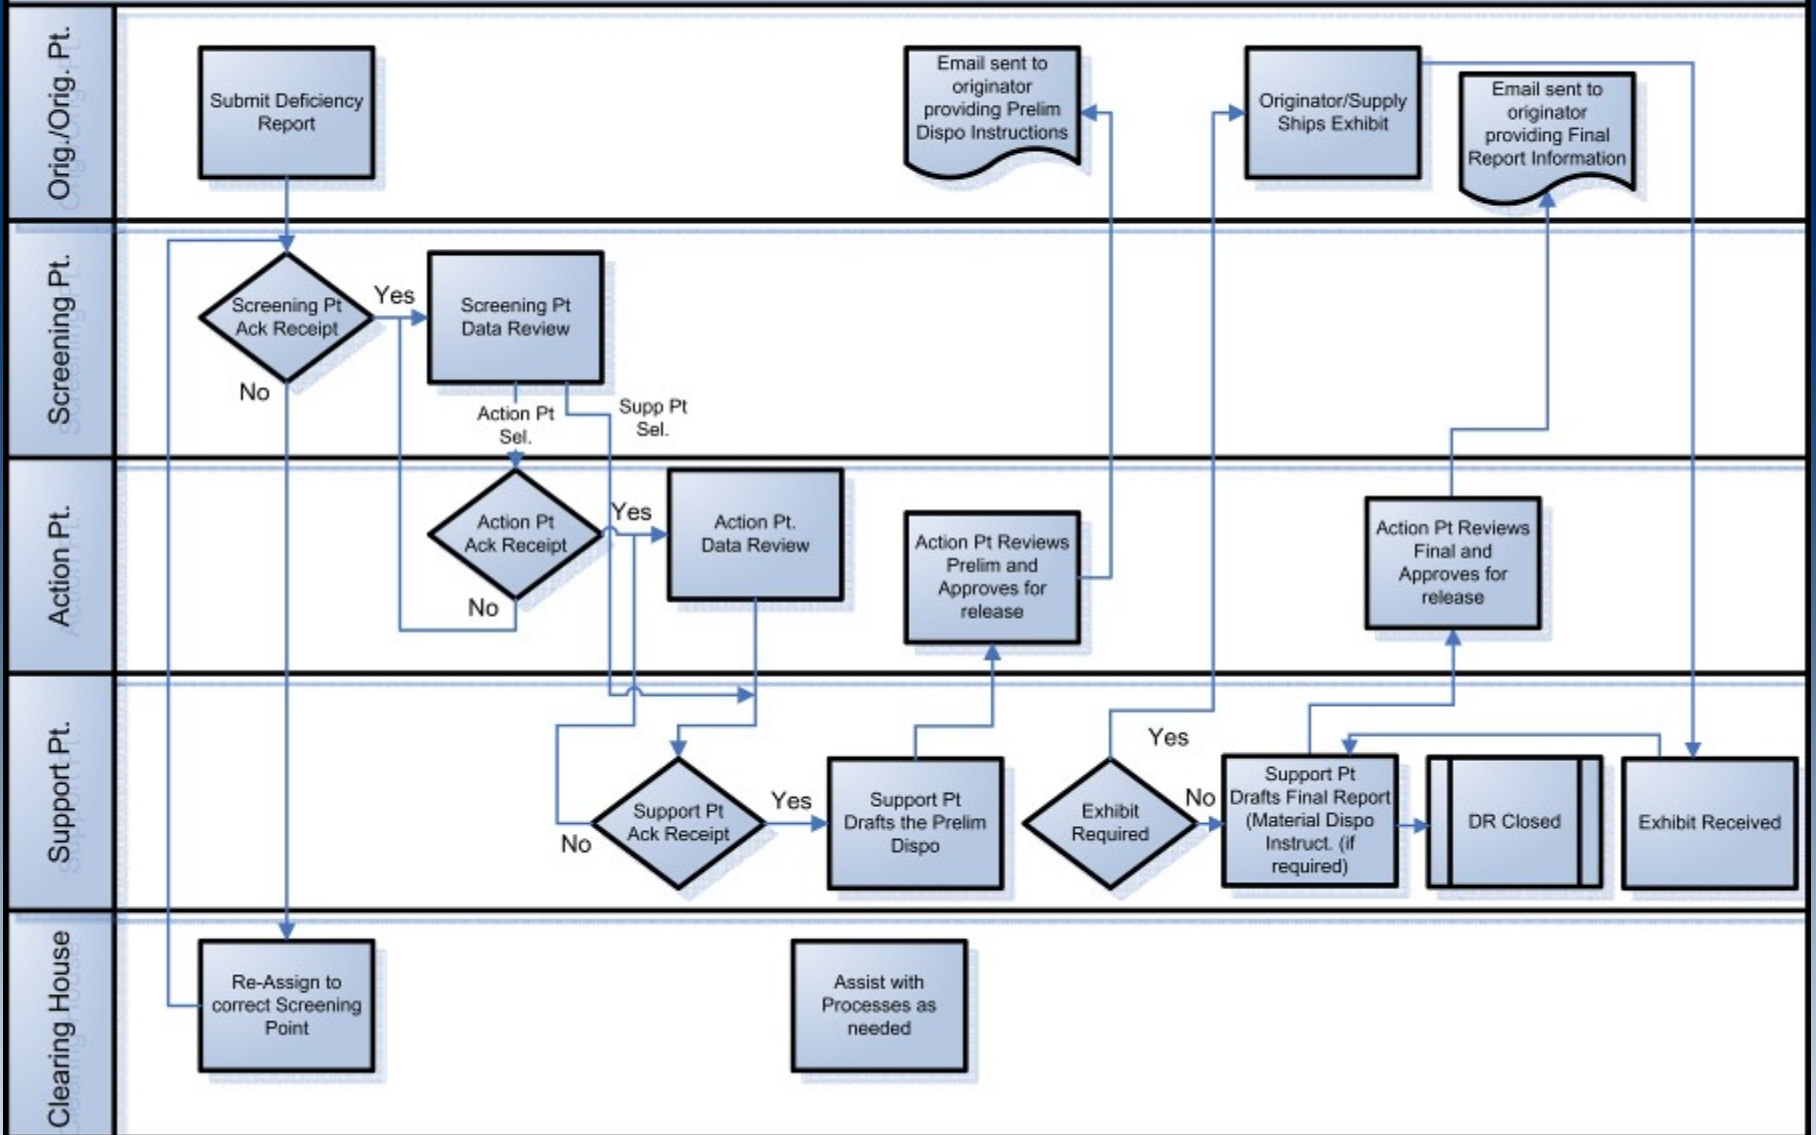 Orig./Orig. Pt.
Submit Deficiency
Report
Email sent to
originator
providing Prelim
Dispo Instructions
Originator/Supply
Ships Exhibit
Email sent to
originator
providing Final
Report Information
Screening Pt.
Screening Pt
Ack Receipt
Yes
No
Screening Pt
Data Review
Action Pt
Sel.
Supp Pt
Sel.
Action Pt.
Action Pt
Ack Receipt
Yes
No
Action Pt.
Data Review
Action Pt Reviews
Prelim and
Approves for
release
Action Pt Reviews
Final and
Approves for
release
Support Pt.
Support Pt
Ack Receipt
No
Yes
Support Pt
Drafts the Prelim
Dispo
Exhibit
Required
Yes
No
Support Pt
Drafts Final Report
(Material Dispo
Instruct. (if
required)
DR Closed
Exhibit Received
Clearing House
Re-Assign to
correct Screening
Point
Assist with
Processes as
needed